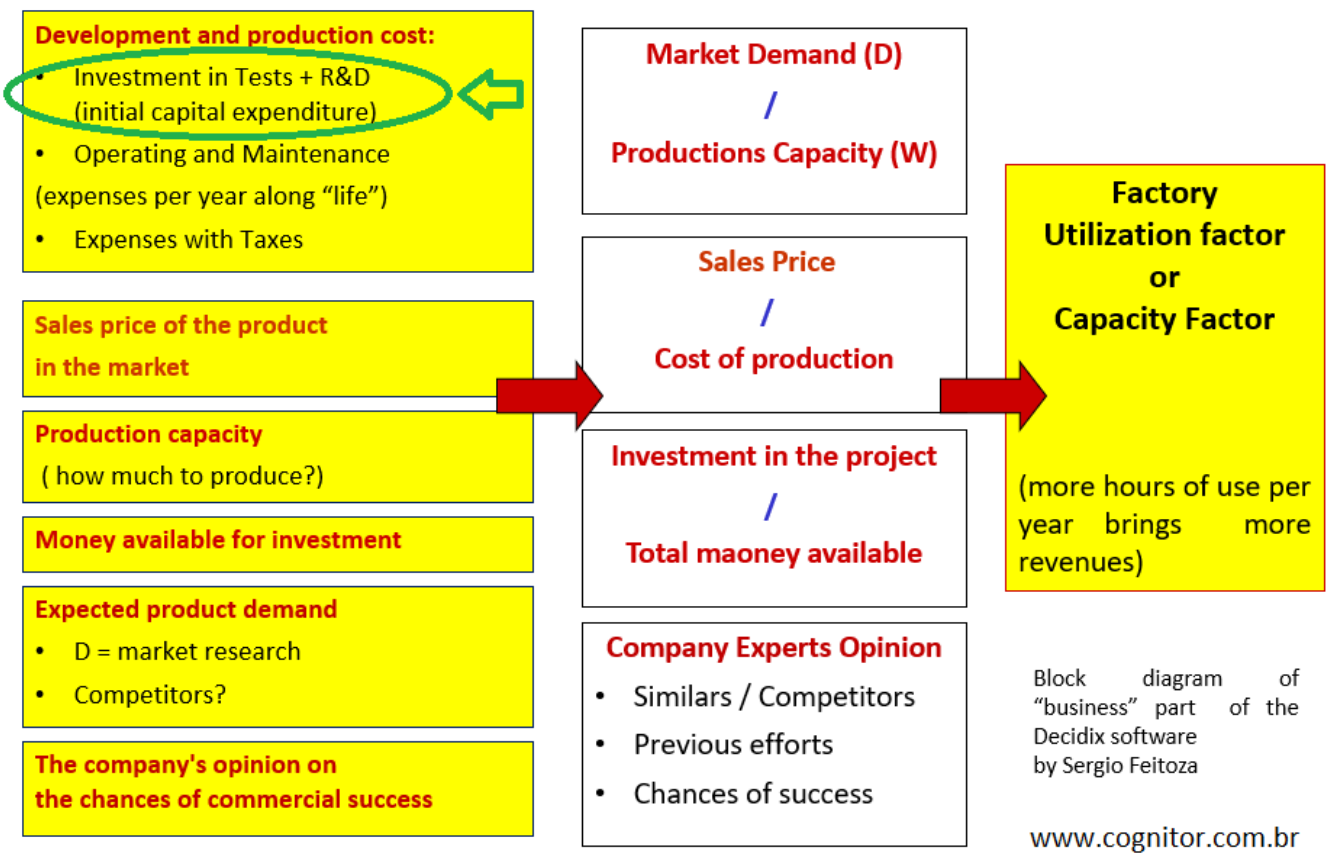 Development and production cost:
• Investment in Tests + R&D
(initial capital expenditure)
• Operating and Maintenance
(expenses per year along “life”)
• Expenses with Taxes
Sales price of the product
in the market
Production capacity
( how much to produce?)
Money available for investment
Expected product demand
• D = market research
• Competitors?
The company's opinion on
the chances of commercial success
Market Demand (D)
/
Productions Capacity (W)
Sales Price
/
Cost of production
Investment in the project
/
Total maoney available
Company Experts Opinion
• Similars / Competitors
• Previous efforts
• Chances of success
Factory
Utilization factor
or
Capacity Factor
(more hours of use per
year brings more
revenues)
Block diagram of
“business” part of the
Decidix software
by Sergio Feitoza
www.cognitor.com.br